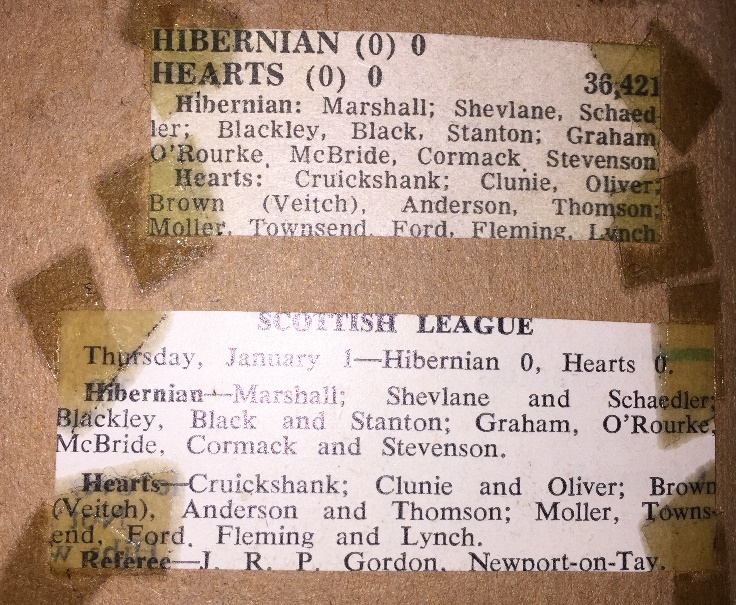 HIBERNIAN (0) 0
HEARTS (0) 0 36,421
Hibernian: Marshall; Shevlane, Schaed-
ler; Blackley, Black, Stanton; Graham
O'Rourke, McBride, Cormack, Stevenson
Hearts: Cruickshank; Clunie, Oliver;
Brown (Veitch), Anderson, Thomson;
Moller, Townsend, Ford, Fleming, Lynch
SCOTTISH LEAGUE
Thursday, January 1—Hibernian 0, Hearts 0.
Hibernian—Marshall; Shevlane and Schaedler;
Blackley, Black and Stanton; Graham, O'Rourke,
McBride, Cormack and Stevenson.
Hearts—Cruickshank; Clunie and Oliver; Brown
(Veitch), Anderson and Thomson; Moller, Towns-
end, Ford, Fleming and Lynch.
Referee—J. R. P. Gordon, Newport-on-Tay.